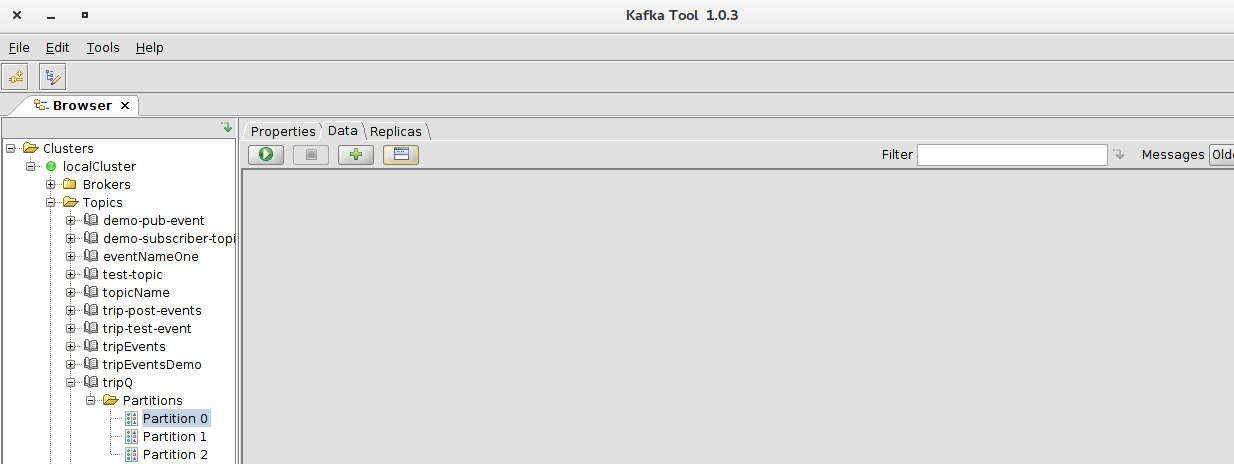 Kafka Tool 1.0.3
File Edit Tools Help
Browser
Properties Data Replicas
Filter Messages Olde
Clusters
localCluster
Brokers
Topics
demo-pub-event
demo-subscriber-topi
eventNameOne
test-topic
topicName
trip-post-events
trip-test-event
tripEvents
tripEventsDemo
tripQ
Partitions
Partition 0
Partition 1
Partition 2